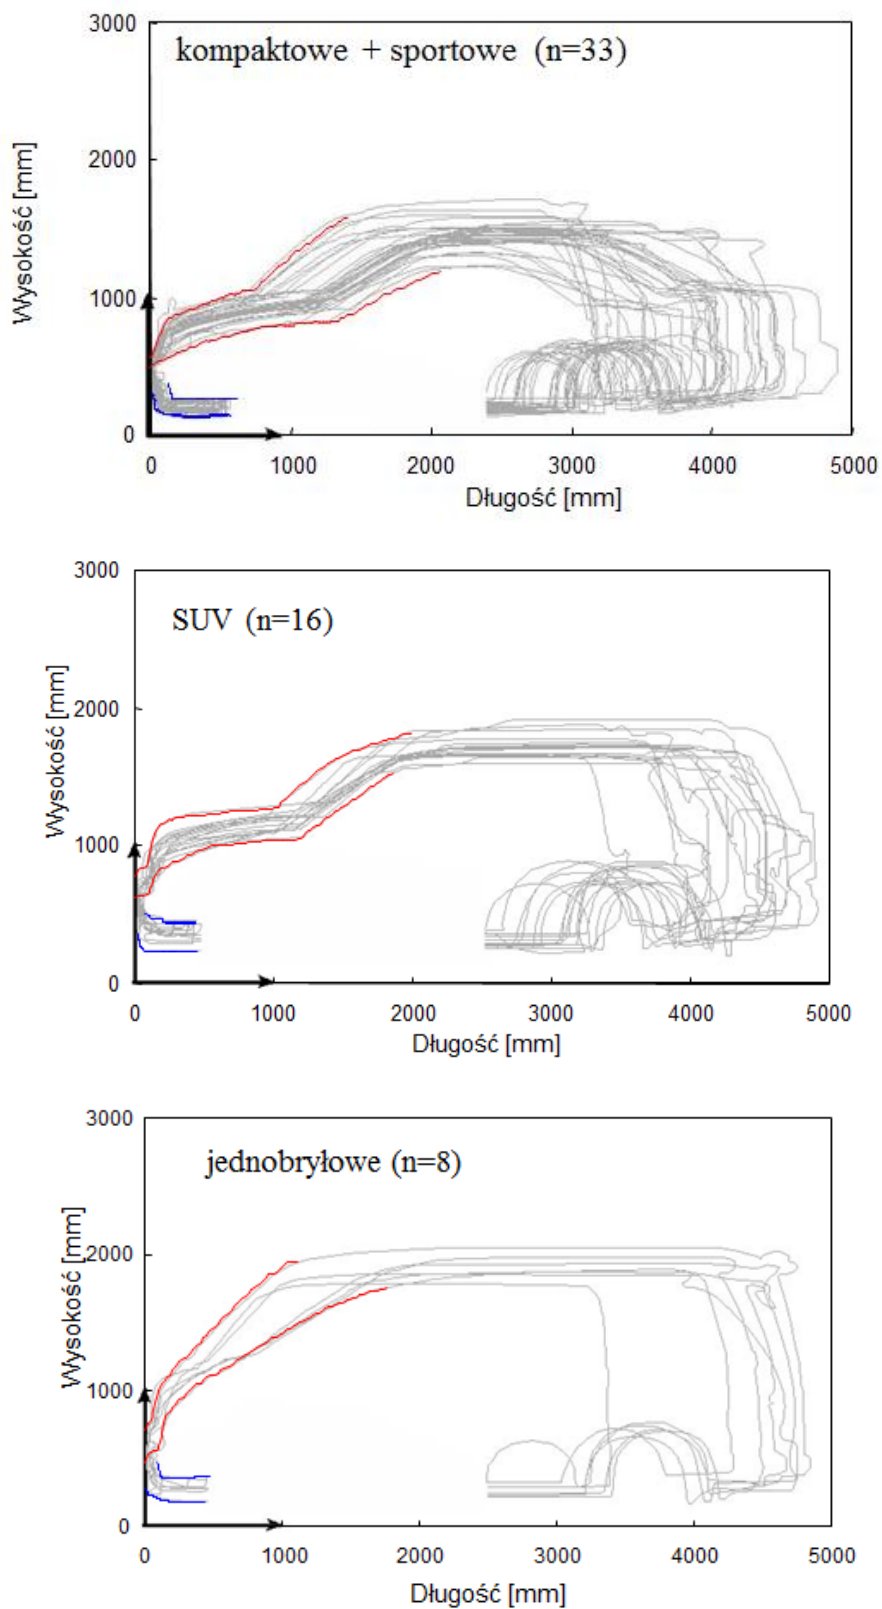 3000
kompaktowe + sportowe (n=33)
2000
Wysokość [mm]
1000
0
0 1000 2000 3000 4000 5000
Długość [mm]
3000
SUV (n=16)
2000
Wysokość [mm]
1000
0
0 1000 2000 3000 4000 5000
Długość [mm]
3000
jednobryłowe (n=8)
2000
Wysokość [mm]
1000
0
0 1000 2000 3000 4000 5000
Długość [mm]